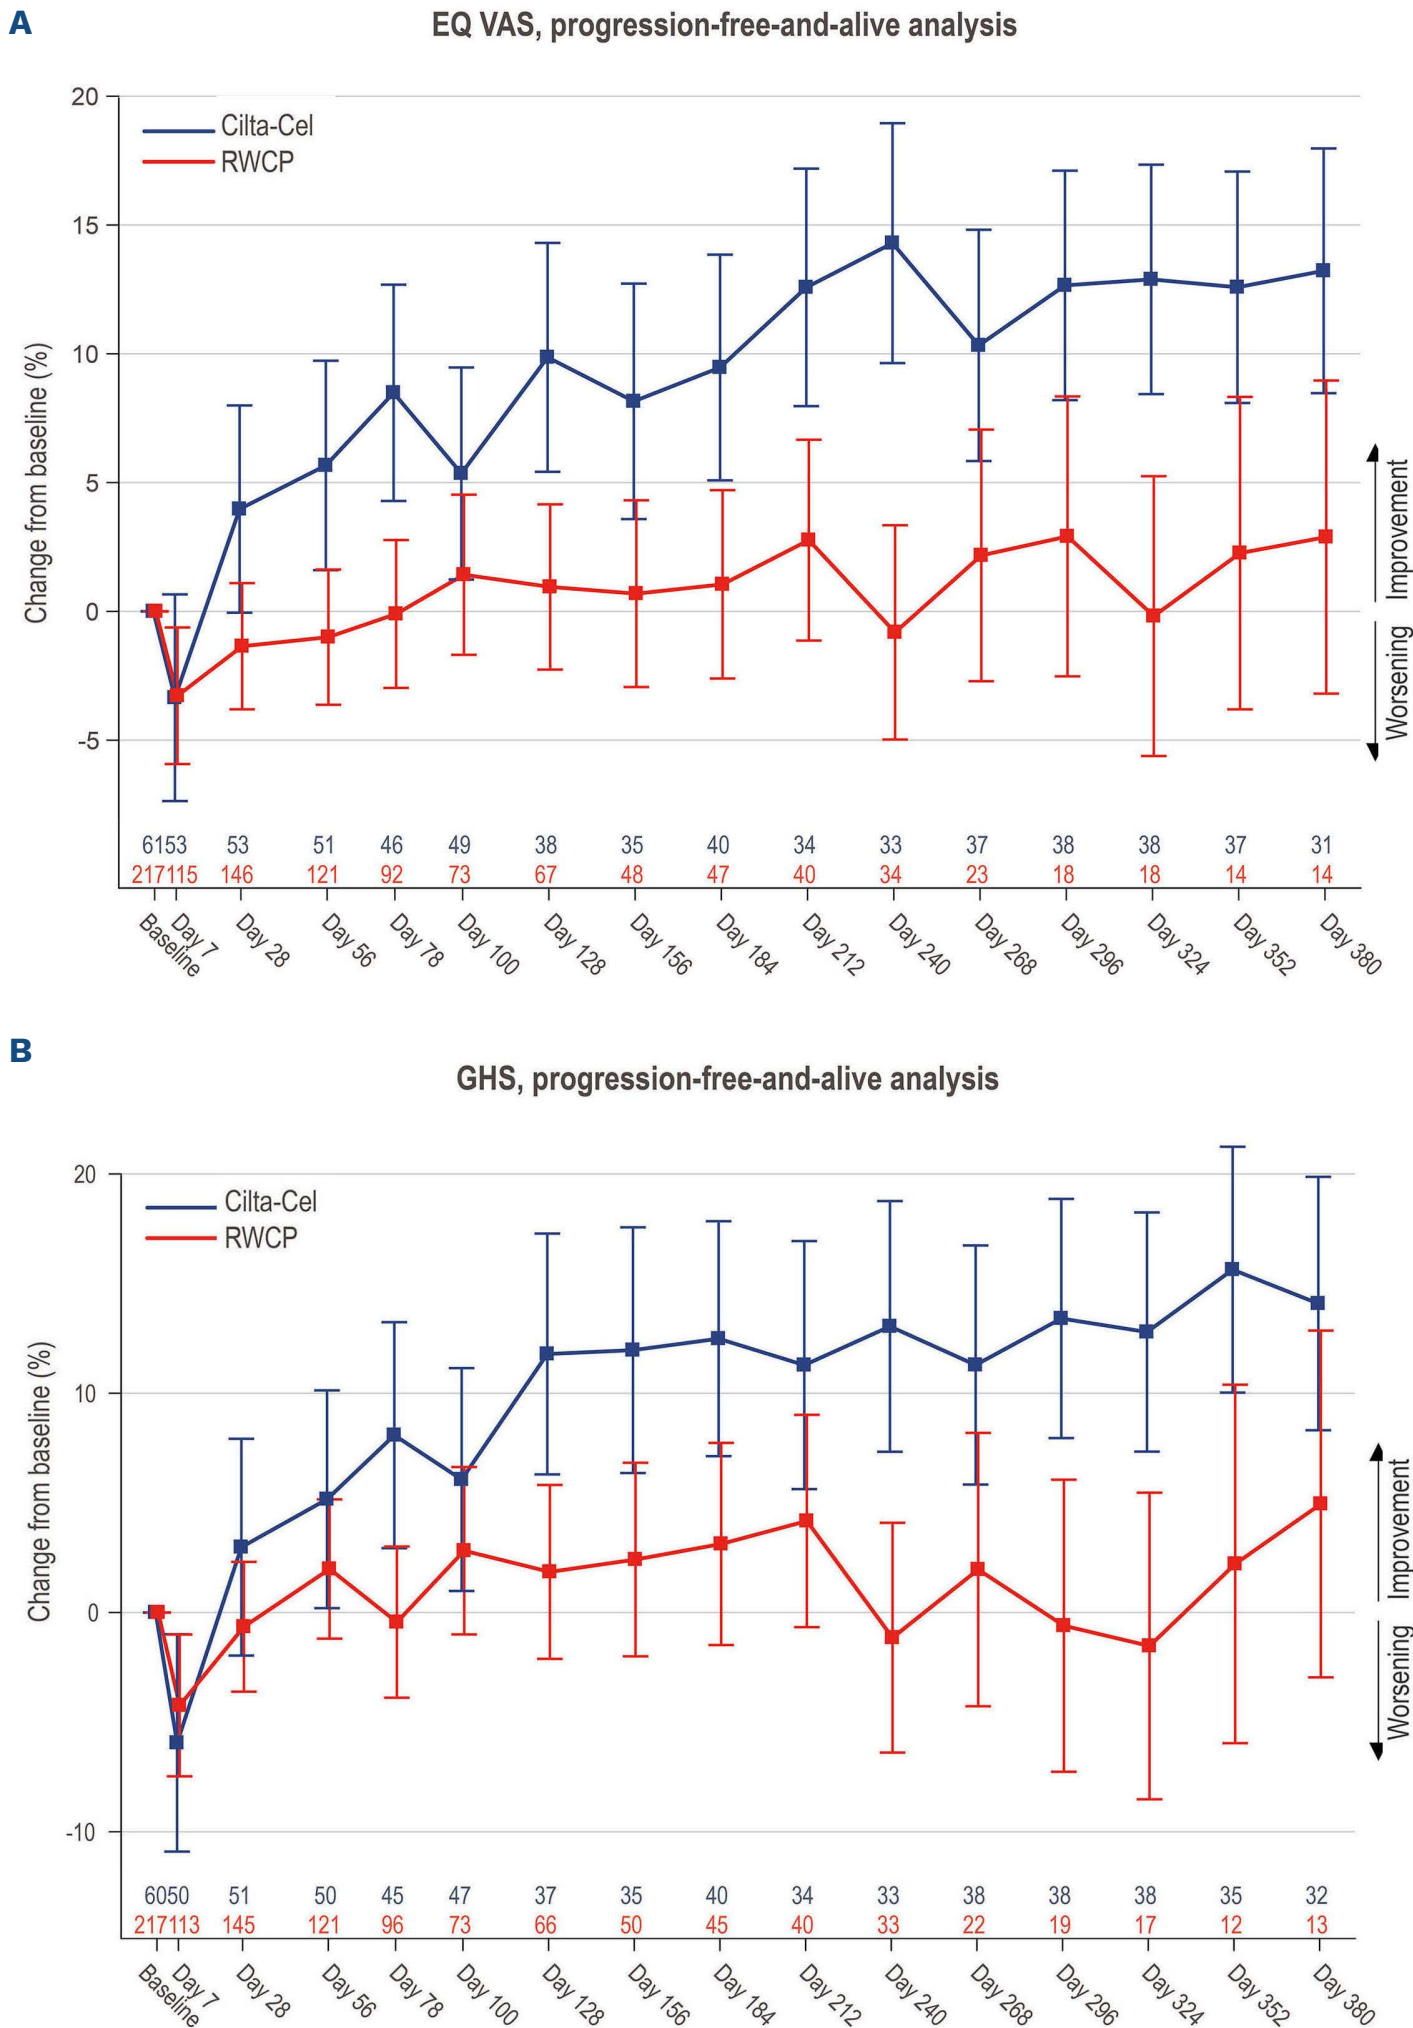 A
EQ VAS, progression-free-and-alive analysis
20
15
10
5
0
-5
Change from baseline (%)
Cilta-Cel
RWCP
Improvement
Worsening
61 53 53 51 46 49 38 35 40 34 33 37 38 38 37 31
217 115 146 121 92 73 67 48 47 40 34 23 18 18 14 14
Baseline Day 7 Day 28 Day 56 Day 78 Day 100 Day 128 Day 156 Day 184 Day 212 Day 240 Day 268 Day 296 Day 324 Day 352 Day 380
B
GHS, progression-free-and-alive analysis
20
10
0
-10
Change from baseline (%)
Cilta-Cel
RWCP
Improvement
Worsening
60 50 51 50 45 47 37 35 40 34 33 38 38 38 35 32
217 113 145 121 96 73 66 50 45 40 33 22 19 17 12 13
Baseline Day 7 Day 28 Day 56 Day 78 Day 100 Day 128 Day 156 Day 184 Day 212 Day 240 Day 268 Day 296 Day 324 Day 352 Day 380